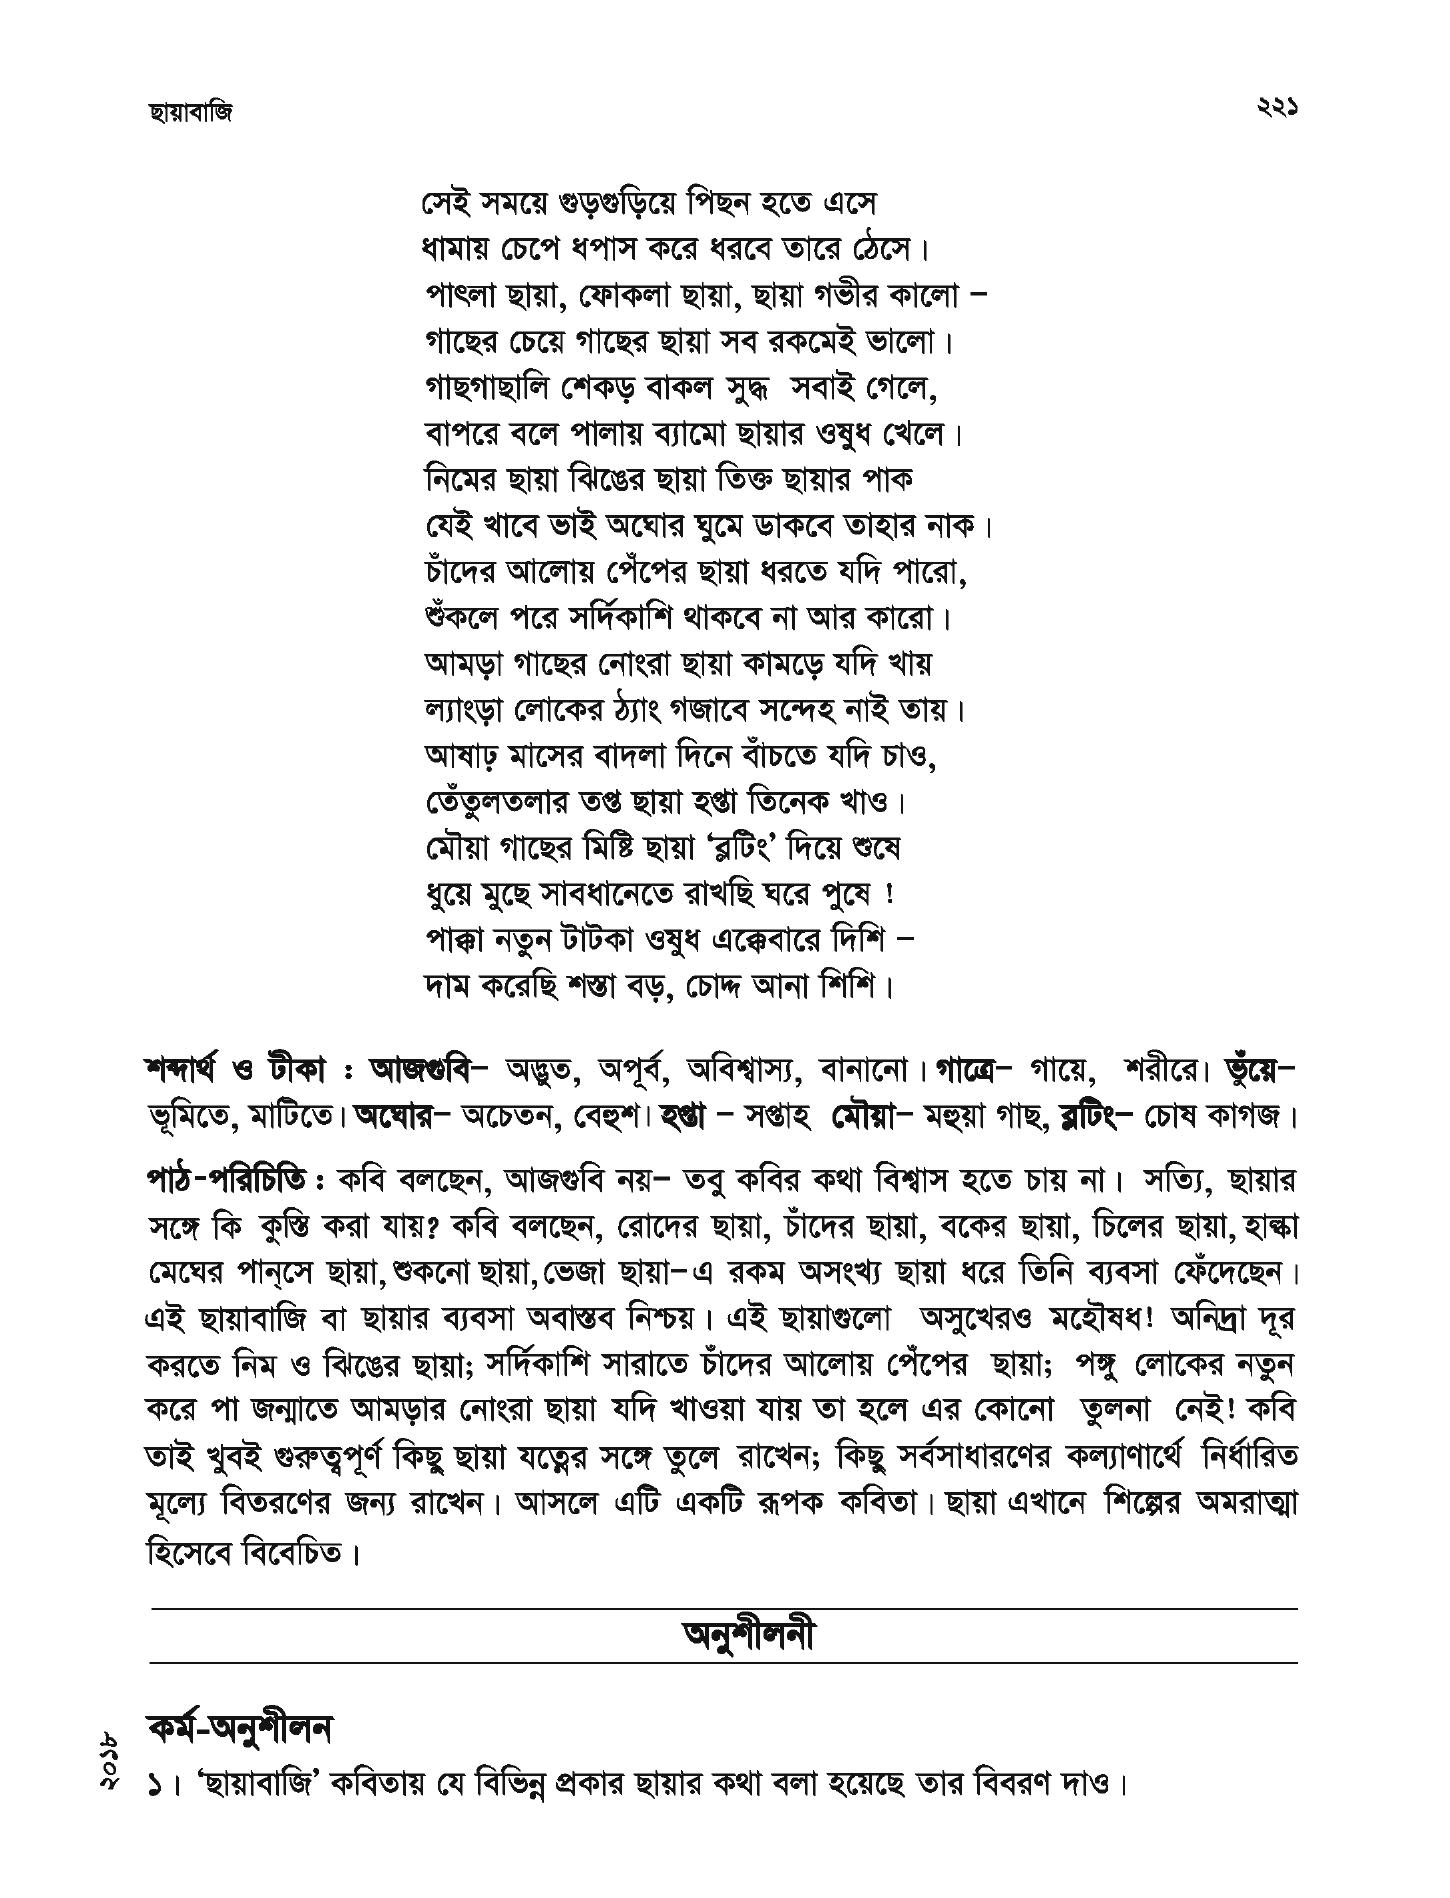 ছায়াবাজি ২২১
সেই সময়ে গুড়গুড়িয়ে পিছন হতে এসে
ধামায় চেপে ধপাস করে ধরবে তারে ঠেসে।
পাৎলা ছায়া, ফোকলা ছায়া, ছায়া গভীর কালো –
গাছের চেয়ে গাছের ছায়া সব রকমেই ভালো।
গাছগাছালি শেকড় বাকল সুদ্ধ সবাই গেলে,
বাপরে বলে পালায় ব্যামো ছায়ার ওষুধ খেলে।
নিমের ছায়া ঝিঙের ছায়া তিক্ত ছায়ার পাক
যেই খাবে ভাই অঘোর ঘুমে ডাকবে তাহার নাক।
চাঁদের আলোয় পেঁপের ছায়া ধরতে যদি পারো,
শুঁকলে পরে সর্দিকাশি থাকবে না আর কারো।
আমড়া গাছের নোংরা ছায়া কামড়ে যদি খায়
ল্যাংড়া লোকের ঠ্যাং গজাবে সন্দেহ নাই তায়।
আষাঢ় মাসের বাদলা দিনে বাঁচতে যদি চাও,
তেঁতুলতলার তপ্ত ছায়া হপ্তা তিনেক খাও।
মৌয়া গাছের মিষ্টি ছায়া ‘ব্লটিং’ দিয়ে শুষে
ধুয়ে মুছে সাবধানেতে রাখছি ঘরে পুষে !
পাক্কা নতুন টাটকা ওষুধ এক্কেবারে দিশি –
দাম করেছি শস্তা বড়, চোদ্দ আনা শিশি।
শব্দার্থ ও টীকা : আজগুবি– অদ্ভুত, অপূর্ব, অবিশ্বাস্য, বানানো। গাত্রে– গায়ে, শরীরে। ভুঁয়ে–
ভূমিতে, মাটিতে। অঘোর– অচেতন, বেহুশ। হপ্তা – সপ্তাহ মৌয়া– মহুয়া গাছ, ব্লটিং– চোষ কাগজ।
পাঠ-পরিচিতি : কবি বলছেন, আজগুবি নয়– তবু কবির কথা বিশ্বাস হতে চায় না। সত্যি, ছায়ার
সঙ্গে কি কুস্তি করা যায়? কবি বলছেন, রোদের ছায়া, চাঁদের ছায়া, বকের ছায়া, চিলের ছায়া, হাল্কা
মেঘের পান্‌সে ছায়া, শুকনো ছায়া, ভেজা ছায়া–এ রকম অসংখ্য ছায়া ধরে তিনি ব্যবসা ফেঁদেছেন।
এই ছায়াবাজি বা ছায়ার ব্যবসা অবাস্তব নিশ্চয়। এই ছায়াগুলো অসুখেরও মহৌষধ! অনিদ্রা দূর
করতে নিম ও ঝিঙের ছায়া; সর্দিকাশি সারাতে চাঁদের আলোয় পেঁপের ছায়া; পঙ্গু লোকের নতুন
করে পা জন্মাতে আমড়ার নোংরা ছায়া যদি খাওয়া যায় তা হলে এর কোনো তুলনা নেই! কবি
তাই খুবই গুরুত্বপূর্ণ কিছু ছায়া যত্নের সঙ্গে তুলে রাখেন; কিছু সর্বসাধারণের কল্যাণার্থে নির্ধারিত
মূল্যে বিতরণের জন্য রাখেন। আসলে এটি একটি রূপক কবিতা। ছায়া এখানে শিল্পের অমরাত্মা
হিসেবে বিবেচিত।
অনুশীলনী
কর্ম-অনুশীলন
১। ‘ছায়াবাজি’ কবিতায় যে বিভিন্ন প্রকার ছায়ার কথা বলা হয়েছে তার বিবরণ দাও।
২০১৮